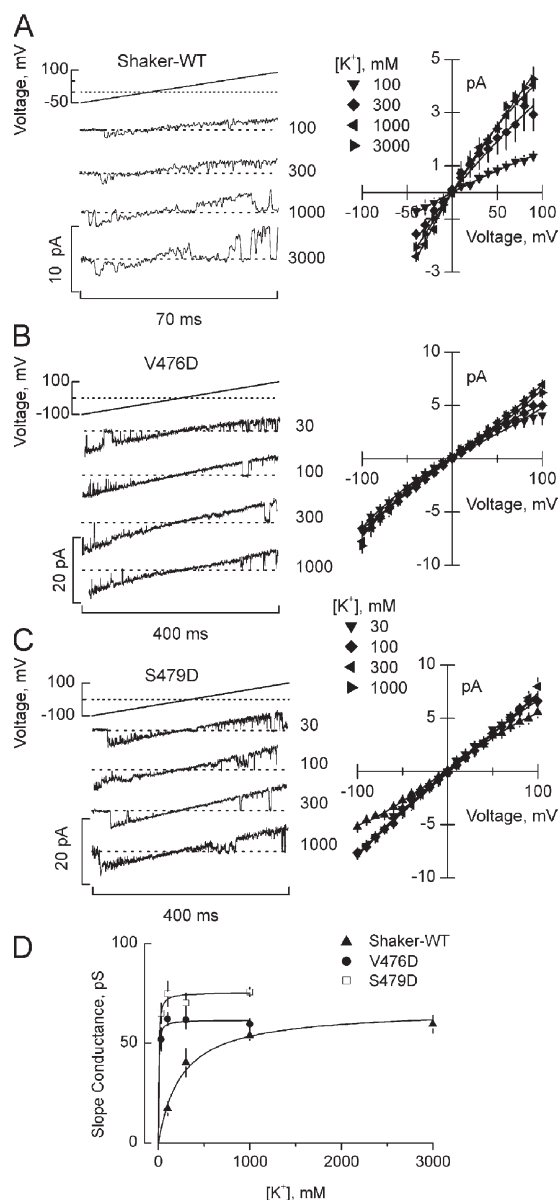 A
Shaker-WT
Voltage, mV
100
-50
100
300
1000
3000
10 pA
70 ms
[K+], mM
100
300
1000
3000
pA
5
3
1
-1
-3
-100
-50
50
100
Voltage, mV
B
V476D
Voltage, mV
100
-100
30
100
300
1000
20 pA
400 ms
pA
10
5
-5
-10
-100
100
Voltage, mV
C
S479D
Voltage, mV
100
-100
30
100
300
1000
20 pA
400 ms
[K+], mM
30
100
300
1000
pA
10
5
-5
-10
-100
100
Voltage, mV
D
Slope Conductance, pS
100
50
0
0
1000
2000
3000
[K+], mM
Shaker-WT
V476D
S479D